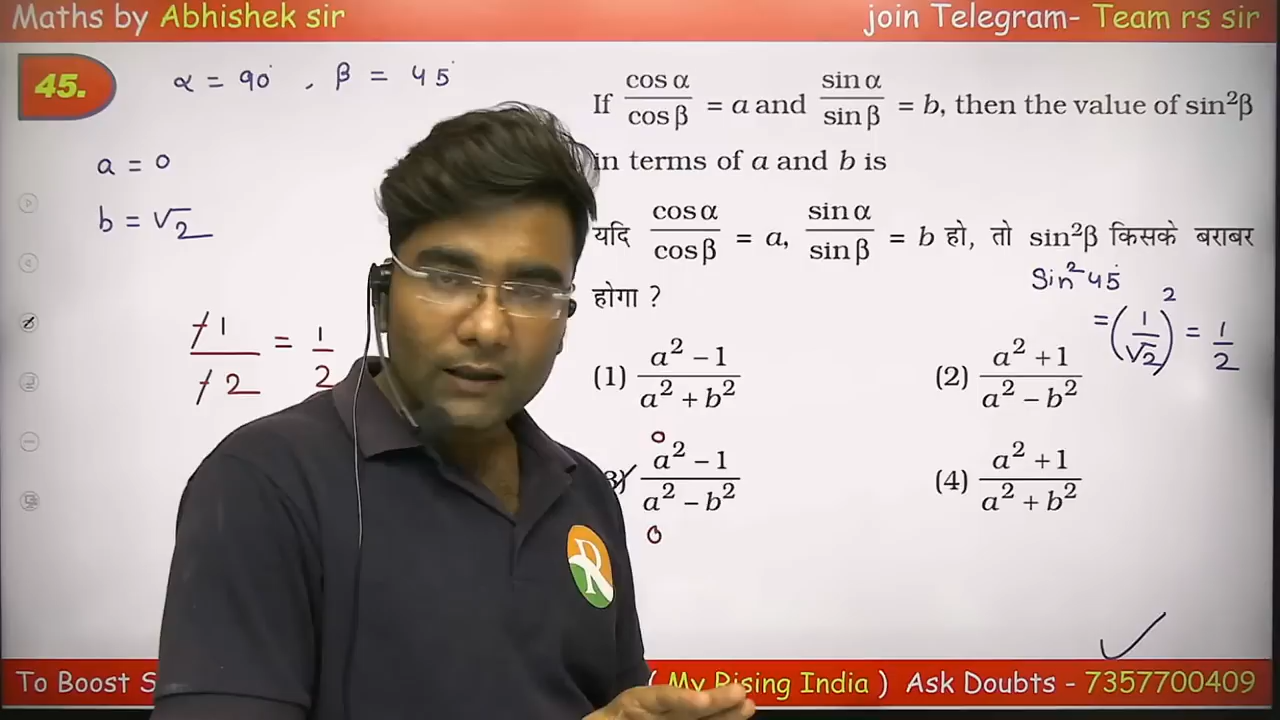 Maths by Abhishek sir
join Telegram- Team rs sir
45.
α = 90° , β = 45°
a = 0
b = √2
-1/-2 = 1/2
If cos α/cos β = a and sin α/sin β = b, then the value of sin²β
in terms of a and b is
यदि cos α/cos β = a, sin α/sin β = b हो, तो sin²β किसके बराबर
होगा ?
Sin²45°
= (1/√2)² = 1/2
(1) a² – 1/a² + b²
(2) a² + 1/a² – b²
0
(3) a² – 1/a² – b²
0
(4) a² + 1/a² + b²
R
To Boost S
( My Rising India ) Ask Doubts - 7357700409